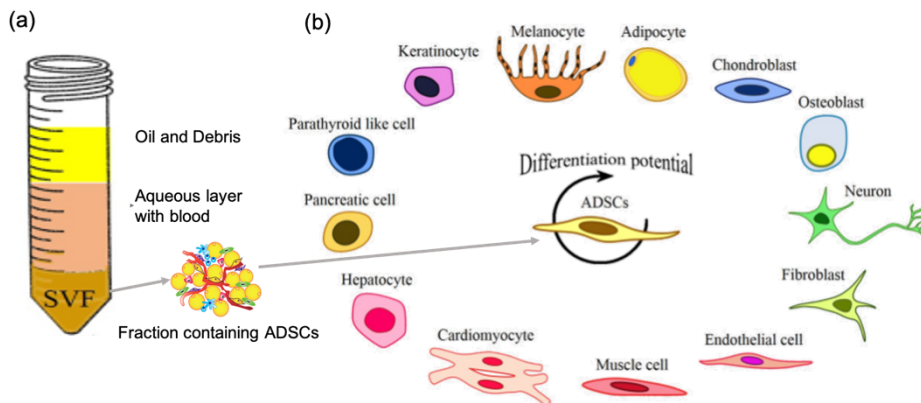 (a)
Oil and Debris
Aqueous layer
with blood
SVF
Fraction containing ADSCs
(b)
Keratinocyte
Melanocyte
Adipocyte
Chondroblast
Osteoblast
Parathyroid like cell
Differentiation potential
ADSCs
Neuron
Pancreatic cell
Hepatocyte
Fibroblast
Cardiomyocyte
Muscle cell
Endothelial cell